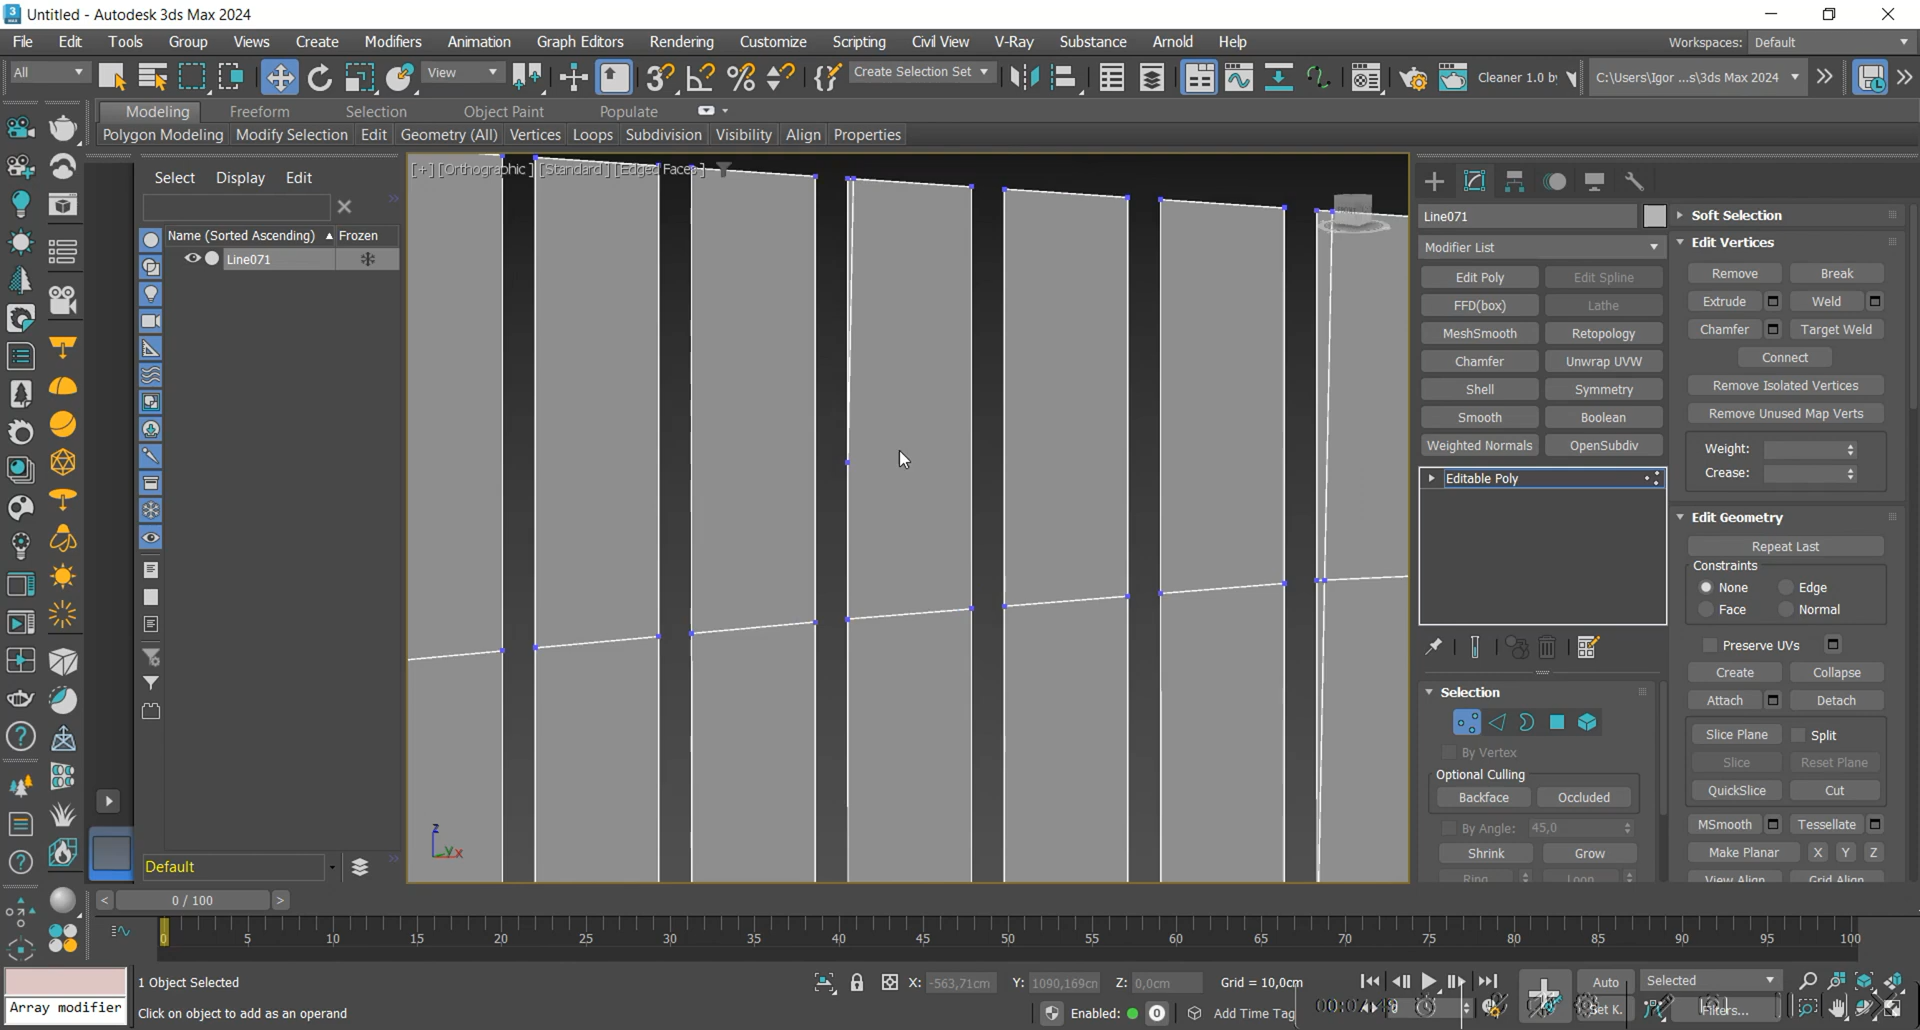 Untitled - Autodesk 3ds Max 2024
File Edit Tools Group Views Create Modifiers Animation Graph Editors Rendering Customize Scripting Civil View V-Ray Substance Arnold Help Workspaces: Default
All View Create Selection Set Cleaner 1.0 by C:\Users\Igor ...s\3ds Max 2024
Modeling Freeform Selection Object Paint Populate
Polygon Modeling Modify Selection Edit Geometry (All) Vertices Loops Subdivision Visibility Align Properties
Select Display Edit
Name (Sorted Ascending) Frozen
Line071
Default
[+] [Orthographic ] [Standard ] [Edged Faces ]
z
y x
Line071
Modifier List
Edit Poly Edit Spline
FFD(box) Lathe
MeshSmooth Retopology
Chamfer Unwrap UVW
Shell Symmetry
Smooth Boolean
Weighted Normals OpenSubdiv
Editable Poly
Selection
By Vertex
Optional Culling
Backface Occluded
By Angle: 45,0
Shrink Grow
Ring Loop
Soft Selection
Edit Vertices
Remove Break
Extrude Weld
Chamfer Target Weld
Connect
Remove Isolated Vertices
Remove Unused Map Verts
Weight:
Crease:
Edit Geometry
Repeat Last
Constraints
None Edge
Face Normal
Preserve UVs
Create Collapse
Attach Detach
Slice Plane Split
Slice Reset Plane
QuickSlice Cut
MSmooth Tessellate
Make Planar X Y Z
View Align Grid Align
< 0 / 100 >
0 5 10 15 20 25 30 35 40 45 50 55 60 65 70 75 80 85 90 95 100
1 Object Selected X: -563,71cm Y: 1090,169cm Z: 0,0cm Grid = 10,0cm Auto Selected
Array modifier Click on object to add as an operand Enabled: 0 Add Time Tag Set K. Filters...